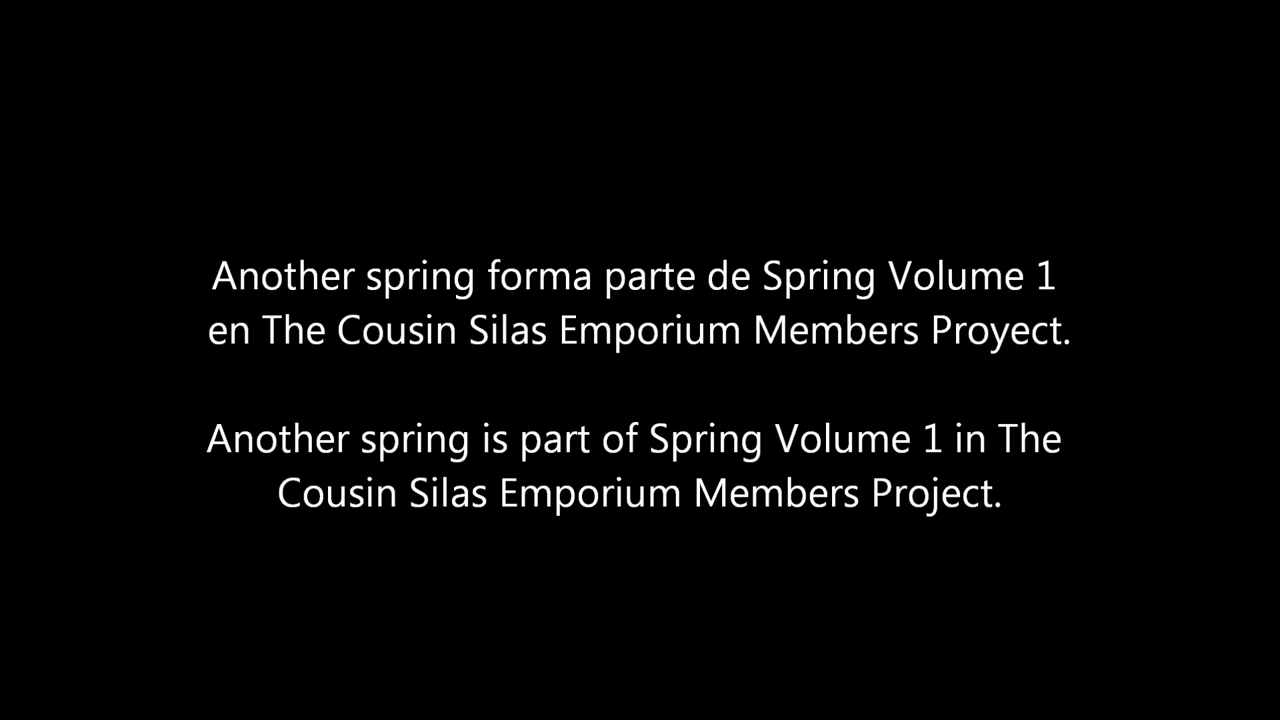 Another spring forma parte de Spring Volume 1
en The Cousin Silas Emporium Members Proyect.
Another spring is part of Spring Volume 1 in The
Cousin Silas Emporium Members Project.